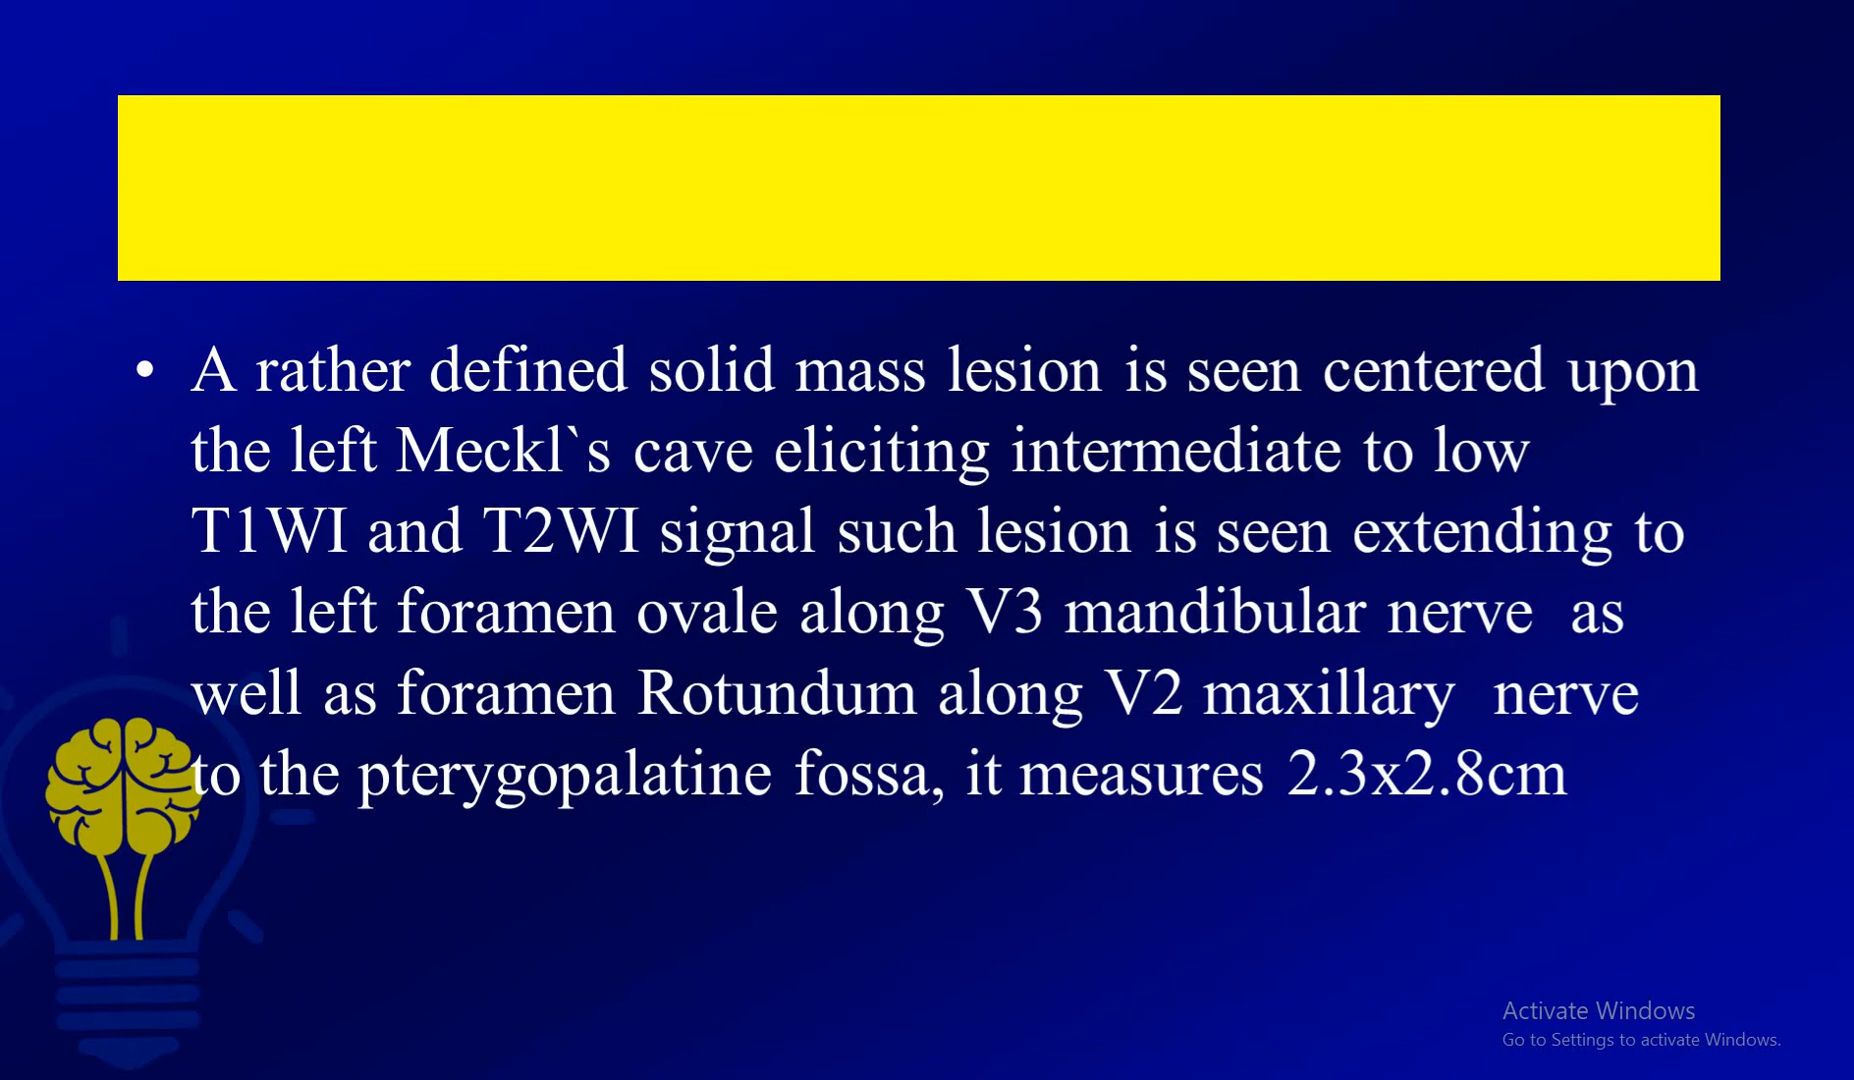 • A rather defined solid mass lesion is seen centered upon
the left Meckl`s cave eliciting intermediate to low
T1WI and T2WI signal such lesion is seen extending to
the left foramen ovale along V3 mandibular nerve as
well as foramen Rotundum along V2 maxillary nerve
to the pterygopalatine fossa, it measures 2.3x2.8cm
Activate Windows
Go to Settings to activate Windows.